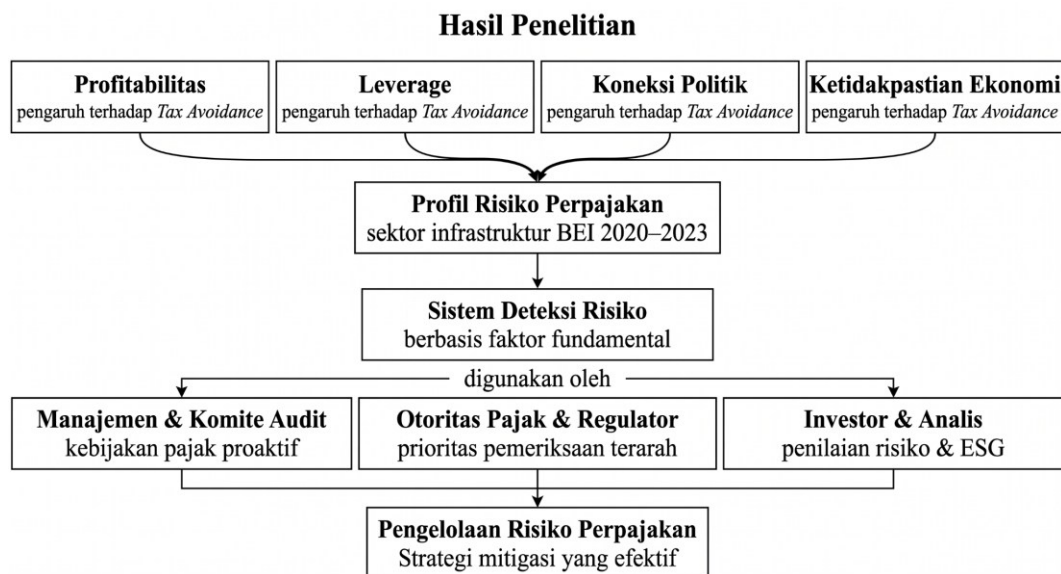 Hasil Penelitian
Profitabilitas
pengaruh terhadap Tax Avoidance
Leverage
pengaruh terhadap Tax Avoidance
Koneksi Politik
pengaruh terhadap Tax Avoidance
Ketidakpastian Ekonomi
pengaruh terhadap Tax Avoidance
Profil Risiko Perpajakan
sektor infrastruktur BEI 2020–2023
Sistem Deteksi Risiko
berbasis faktor fundamental
digunakan oleh
Manajemen & Komite Audit
kebijakan pajak proaktif
Otoritas Pajak & Regulator
prioritas pemeriksaan terarah
Investor & Analis
penilaian risiko & ESG
Pengelolaan Risiko Perpajakan
Strategi mitigasi yang efektif